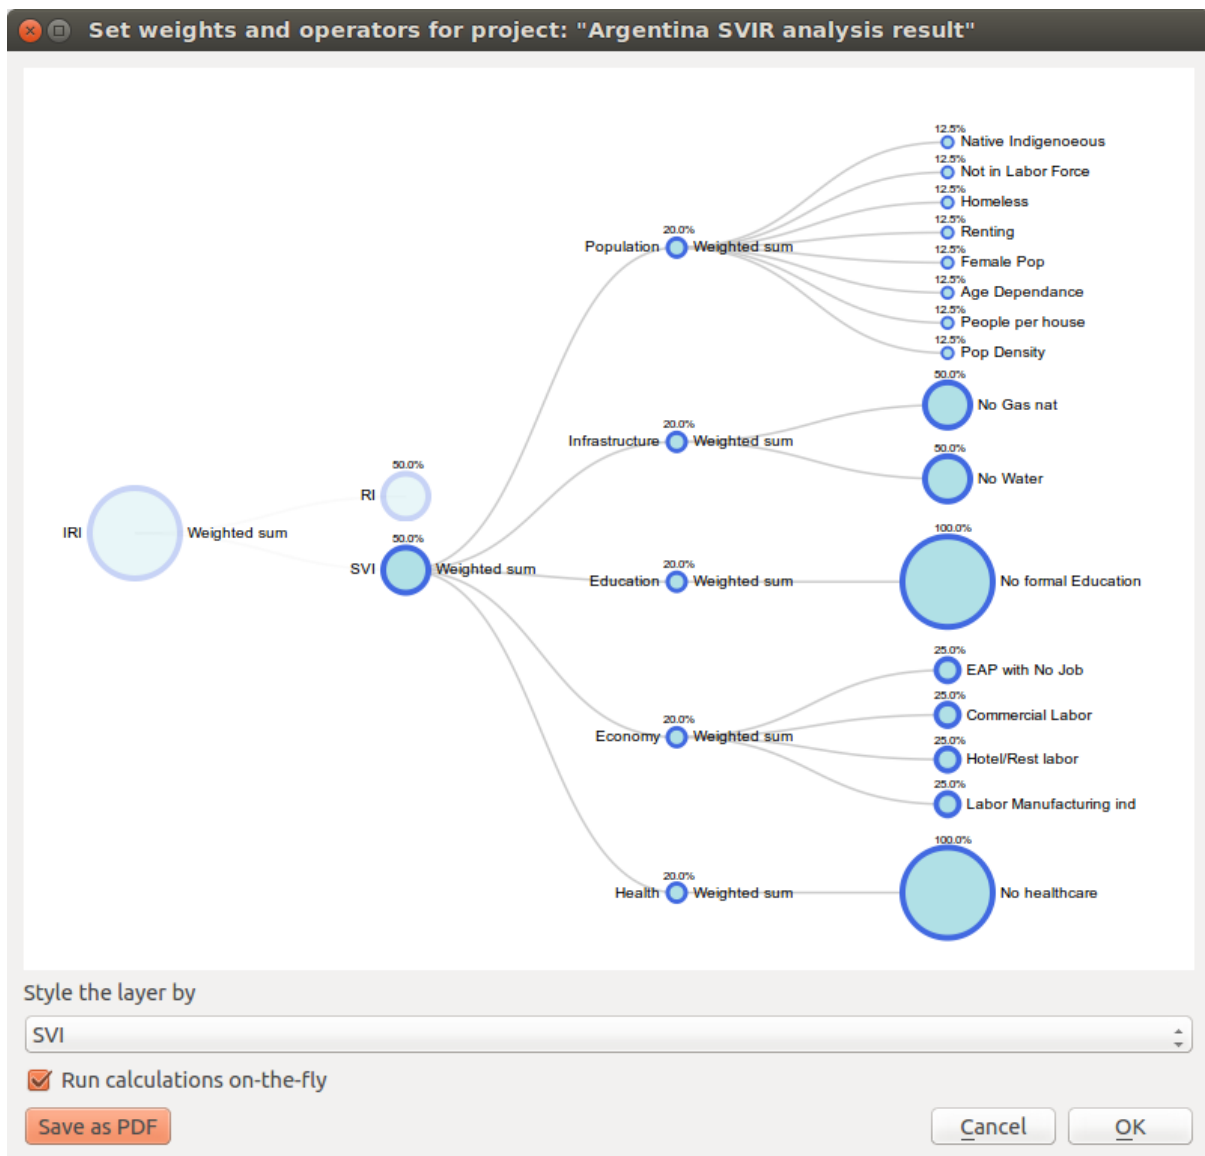 Set weights and operators for project: "Argentina SVIR analysis result"
12.5%
Native Indigenoeous
12.5%
Not in Labor Force
12.5%
Homeless
12.5%
Renting
12.5%
Female Pop
12.5%
Age Dependance
12.5%
People per house
12.5%
Pop Density
20.0%
Population Weighted sum
50.0%
No Gas nat
20.0%
Infrastructure Weighted sum
50.0%
No Water
50.0%
RI
IRI Weighted sum
50.0%
SVI Weighted sum
100.0%
No formal Education
20.0%
Education Weighted sum
25.0%
EAP with No Job
25.0%
Commercial Labor
20.0%
Economy Weighted sum
25.0%
Hotel/Rest labor
25.0%
Labor Manufacturing ind
100.0%
No healthcare
20.0%
Health Weighted sum
Style the layer by
SVI
Run calculations on-the-fly
Save as PDF
Cancel
OK